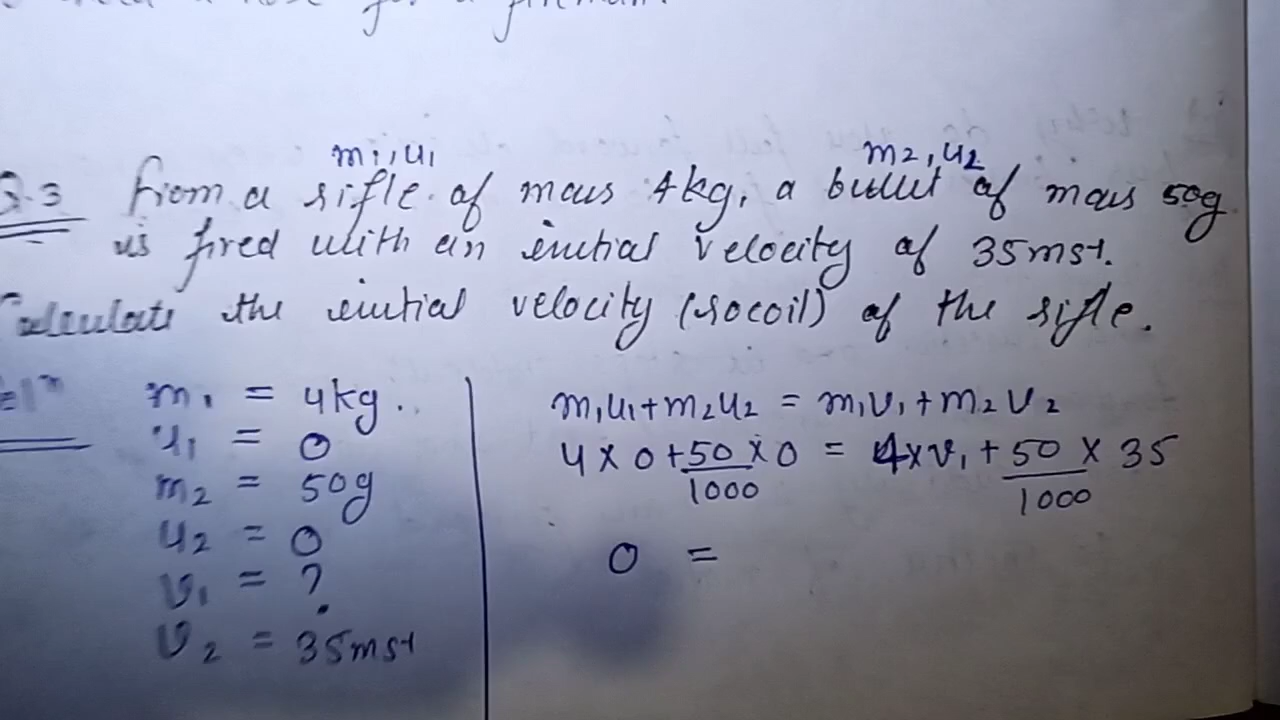 for a fireman.
m1,u1 m2,u2
Q.3 from a rifle of mass 4kg, a bullet of mass 50g
is fired with an initial velocity of 35ms-1.
Calculate the initial velocity (recoil) of the rifle.
Soln m1 = 4kg.
u1 = 0
m2 = 50g
u2 = 0
v1 = ?
v2 = 35ms-1
m1u1+m2u2 = m1v1+m2v2
4 × 0 + 50/1000 × 0 = 4×v1 + 50/1000 × 35
0 =